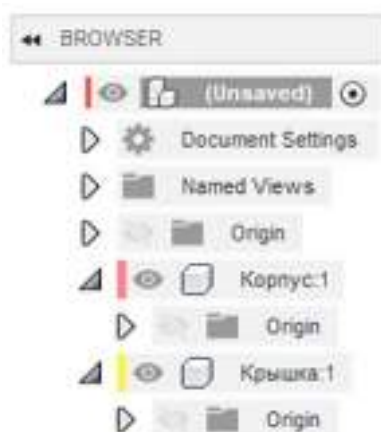 BROWSER
(Unsaved)
Document Settings
Named Views
Origin
Корпус:1
Origin
Крышка:1
Origin